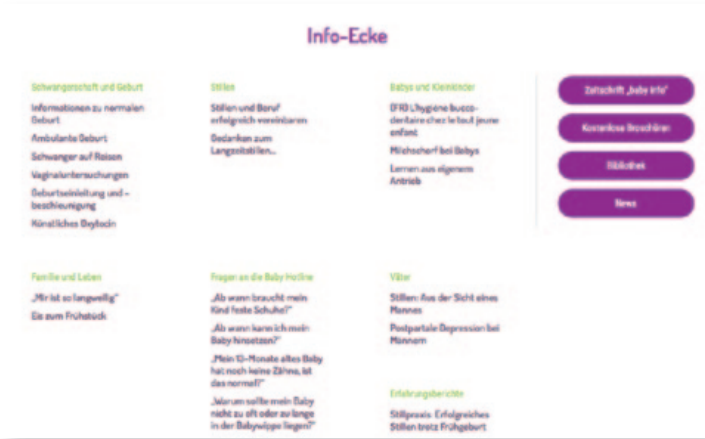 Info-Ecke
Schwangerschaft und Geburt
Informationen zu normalen
Geburt
Ambulante Geburt
Schwanger auf Reisen
Vaginaluntersuchungen
Geburtseinleitung und -
beschleunigung
Künstliches Oxytocin
Stillen
Stillen und Beruf
erfolgreich vereinbaren
Gedanken zum
Langzeitstillen...
Babys und Kleinkinder
L'hygiène bucco-
dentaire chez le tout jeune
enfant
Milchschorf bei Babys
Lernen aus eigenem
Antrieb
Zeitschrift „baby info"
Kostenlose Broschüren
Bibliothek
News
Familie und Leben
„Mir ist so langweilig"
Eis zum Frühstück
Fragen an die Baby Hotline
„Ab wann braucht mein
Kind feste Schuhe?"
„Ab wann kann ich mein
Baby hinsetzen?"
„Mein 12-Monate altes Baby
hat noch keine Zähne, ist
das normal?"
„Warum sollte mein Baby
nicht zu oft oder zu lange
in der Babywippe liegen?"
Väter
Stillen: Aus der Sicht eines
Mannes
Postpartale Depression bei
Männern
Erfahrungsberichte
Stillpraxis: Erfolgreiches
Stillen trotz Frühgeburt